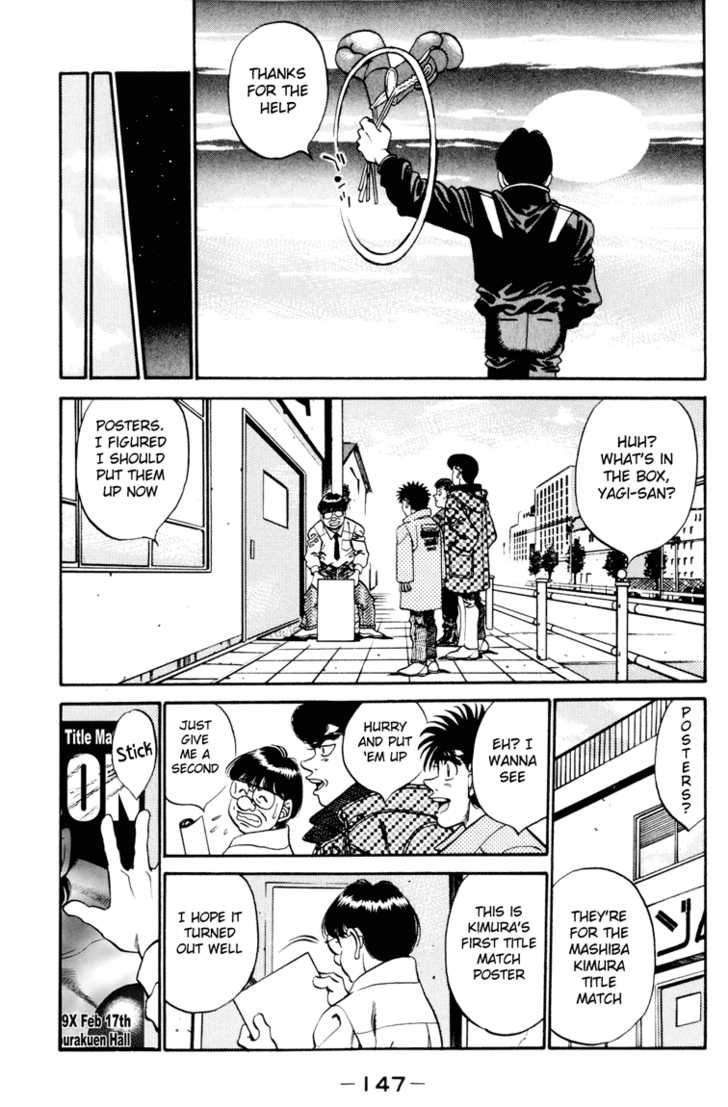 THANKS
FOR THE
HELP
HUH?
WHAT'S IN
THE BOX,
YAGI-SAN?
POSTERS.
I FIGURED
I SHOULD
PUT THEM
UP NOW
POSTERS?
THEY'RE
FOR THE
MASHIBA
KIMURA
TITLE
MATCH
EH? I
WANNA
SEE
HURRY
AND PUT
'EM UP
JUST
GIVE
ME A
SECOND
THIS IS
KIMURA'S
FIRST TITLE
MATCH
POSTER
I HOPE IT
TURNED
OUT WELL
Title Ma
Stick
9X Feb 17th
urakuen Hall
-147-